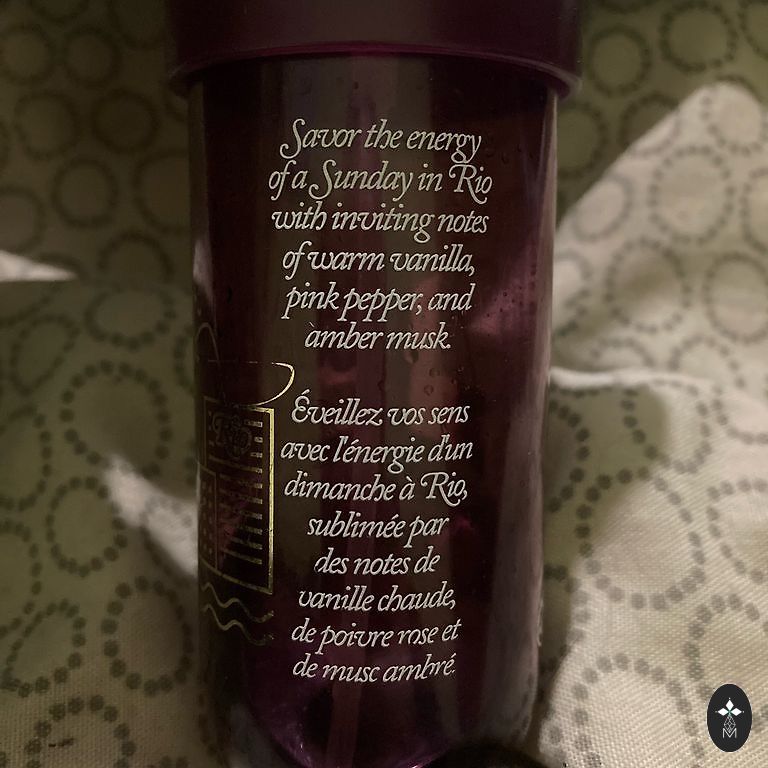 Savor the energy
of a Sunday in Rio
with inviting notes
of warm vanilla,
pink pepper, and
amber musk.
Éveillez vos sens
avec l'énergie d'un
dimanche à Rio,
sublimée par
des notes de
vanille chaude,
de poivre rose et
de musc ambré.
Rio
M